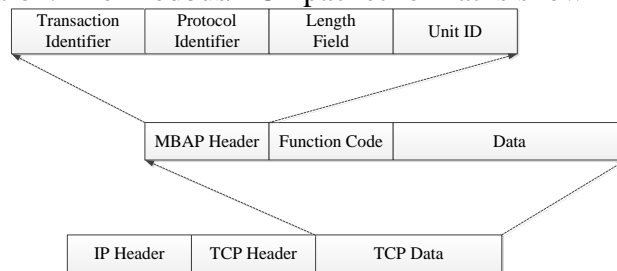 Transaction Identifier Protocol Identifier Length Field Unit ID
MBAP Header Function Code Data
IP Header TCP Header TCP Data